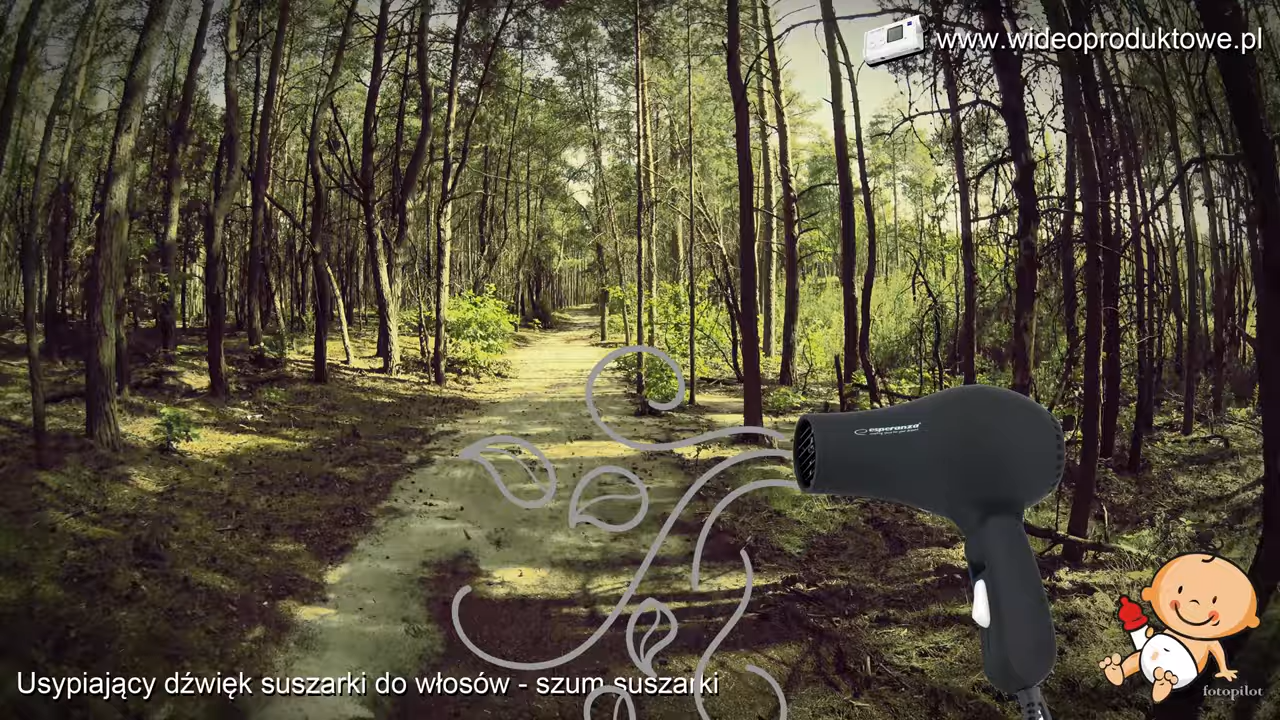 www.wideoproduktowe.pl
esperanza
Usypiający dźwięk suszarki do włosów - szum suszarki
fotopilot